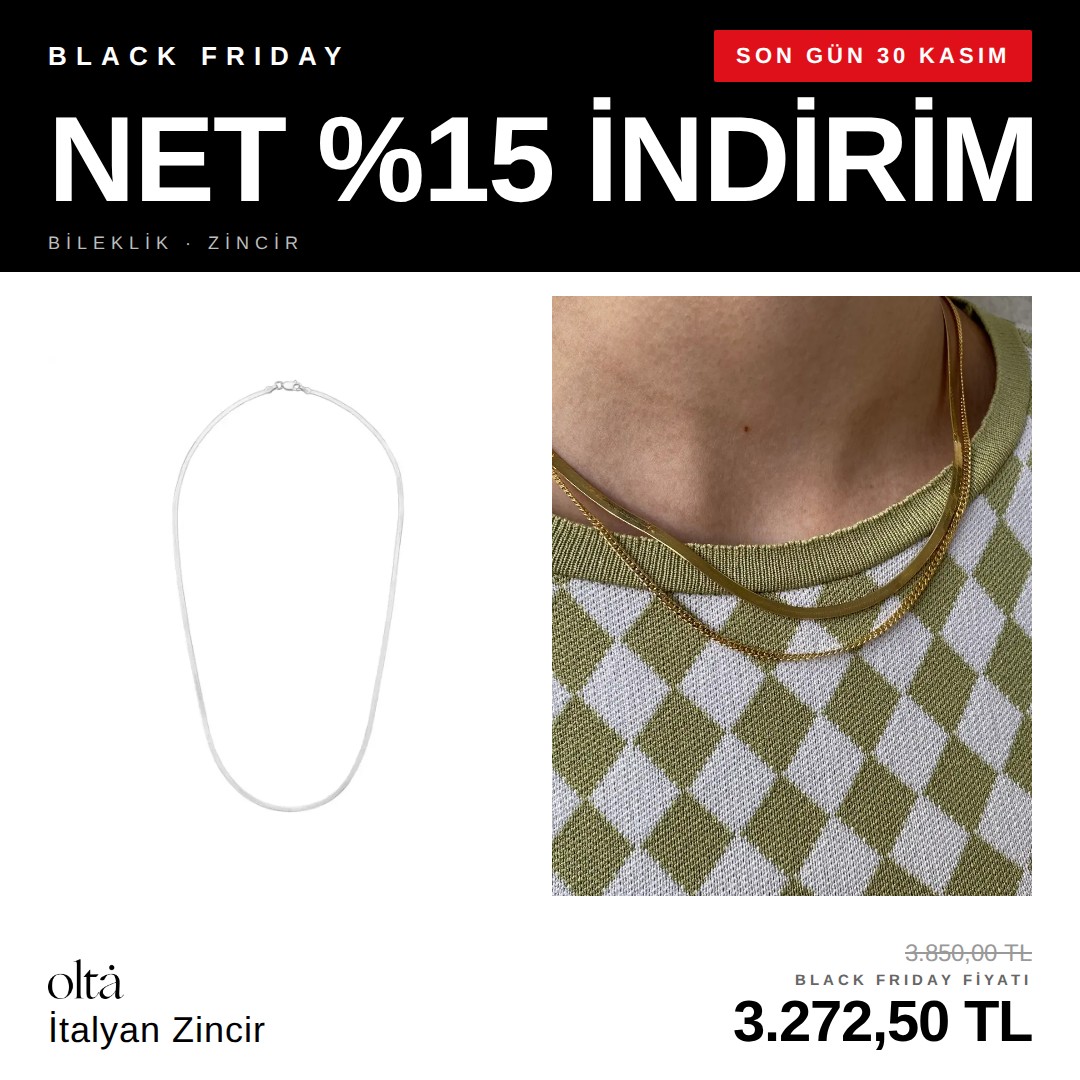 BLACK FRIDAY
SON GÜN 30 KASIM
NET %15 İNDİRİM
BİLEKLİK · ZİNCİR
3.850,00 TL
BLACK FRIDAY FİYATI
3.272,50 TL
olta
İtalyan Zincir